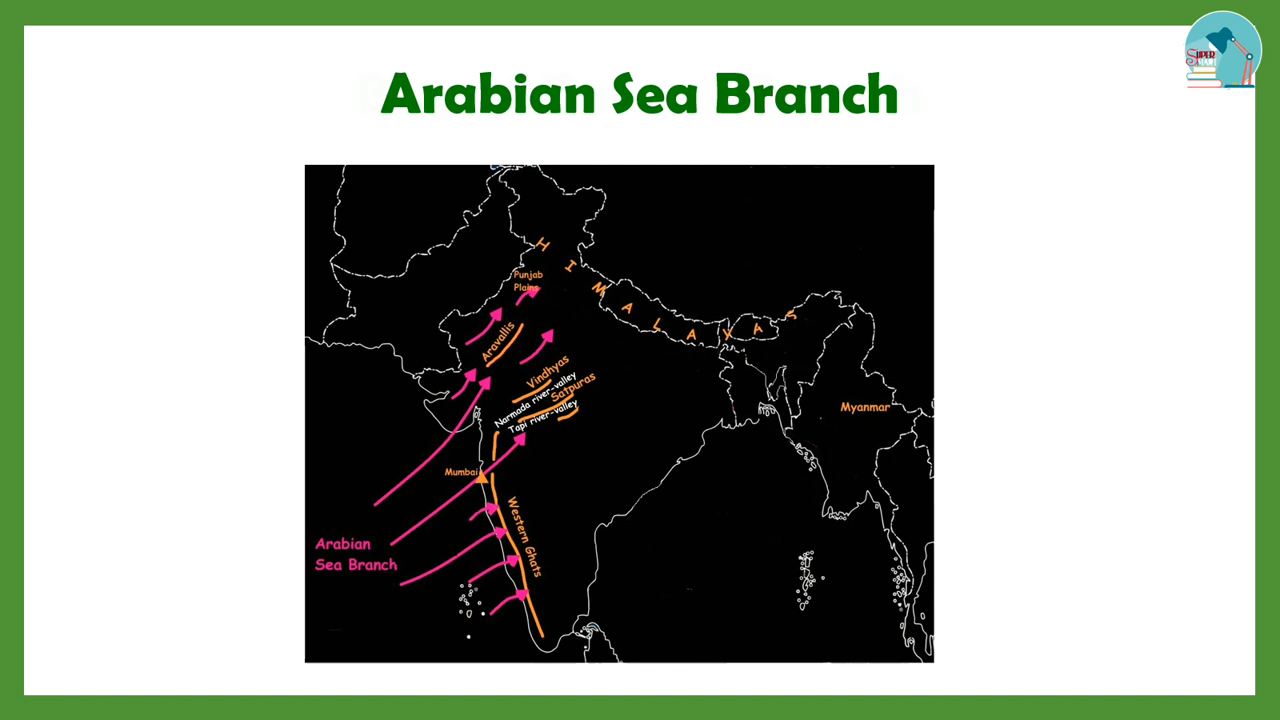 Arabian Sea Branch
SUPER
H
I
M
A
L
A
Y
A
S
Punjab
Plains
Aravallis
Vindhyas
Narmada river-valley
Satpuras
Tapi river-valley
Myanmar
Mumbai
Western Ghats
Arabian
Sea Branch